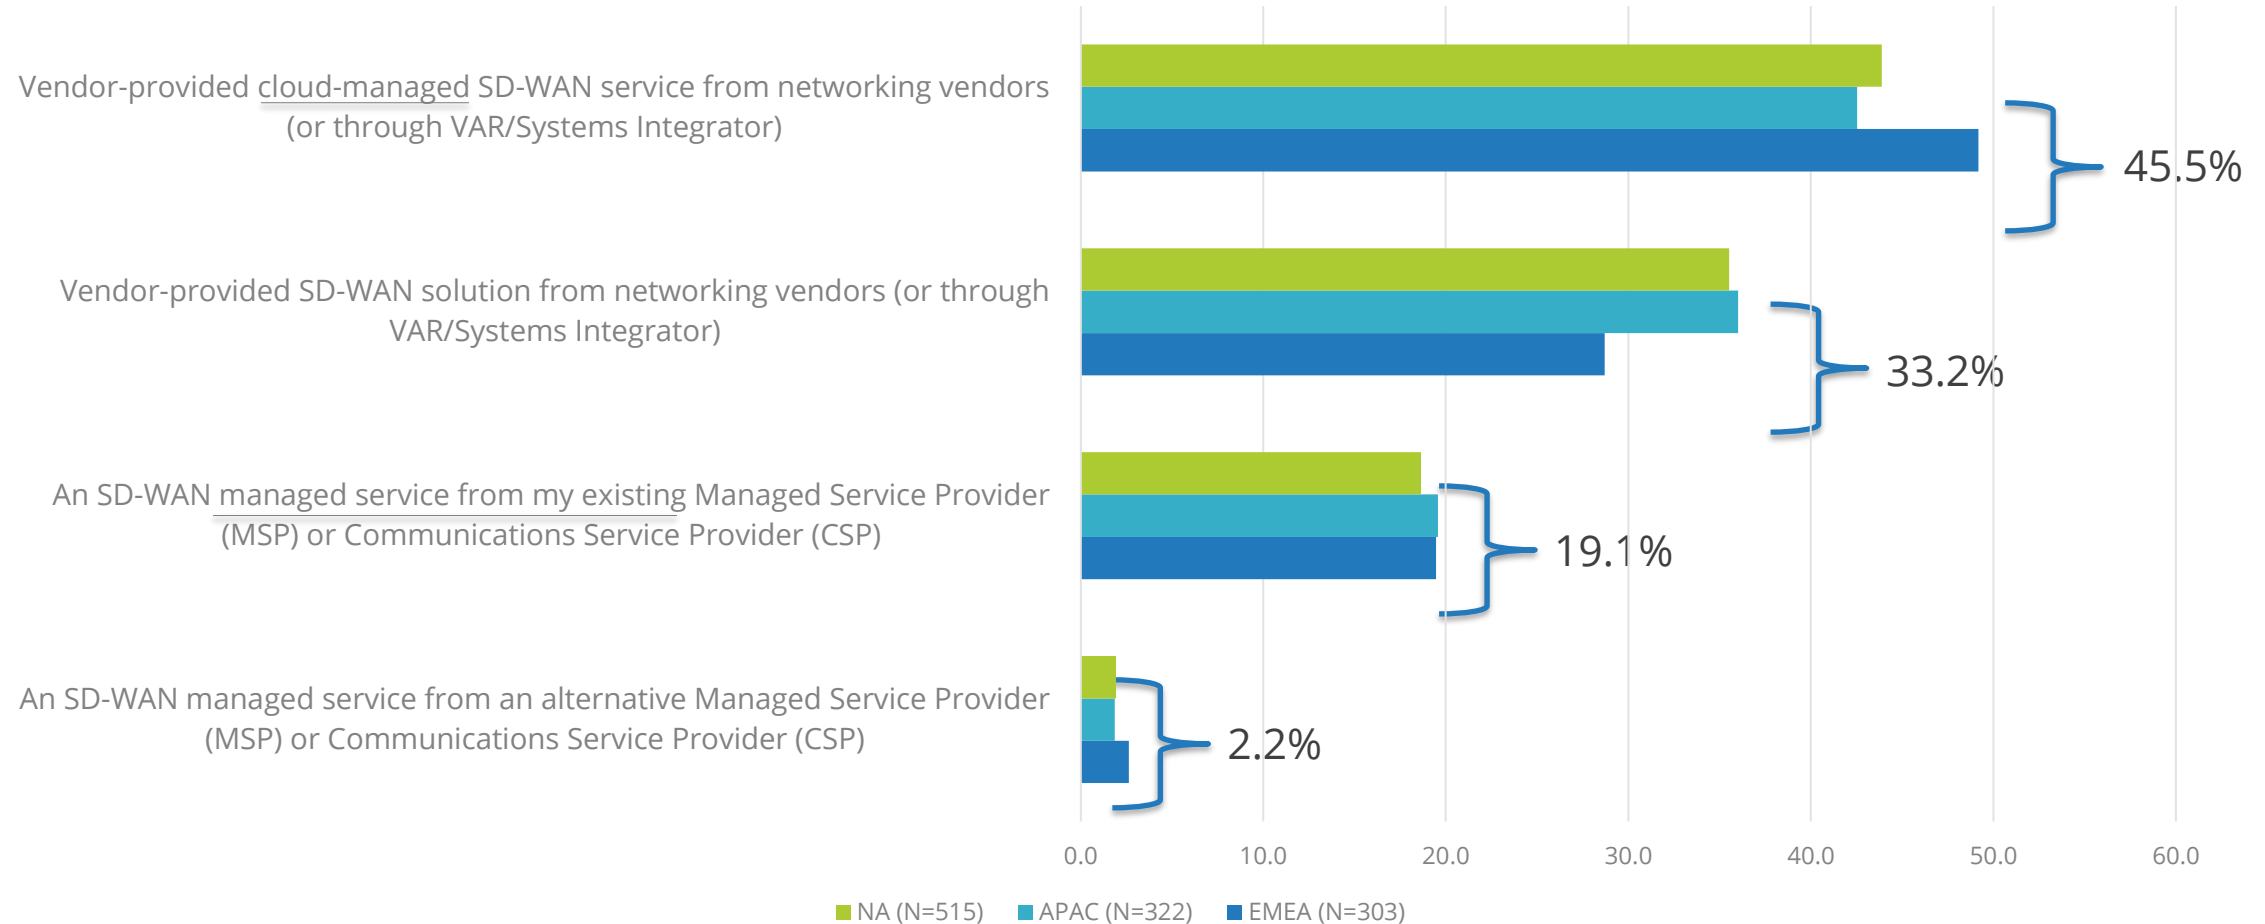 Vendor-provided cloud-managed SD-WAN service from networking vendors
(or through VAR/Systems Integrator)
45.5%
Vendor-provided SD-WAN solution from networking vendors (or through
VAR/Systems Integrator)
33.2%
An SD-WAN managed service from my existing Managed Service Provider
(MSP) or Communications Service Provider (CSP)
19.1%
An SD-WAN managed service from an alternative Managed Service Provider
(MSP) or Communications Service Provider (CSP)
2.2%
0.0 10.0 20.0 30.0 40.0 50.0 60.0
NA (N=515) APAC (N=322) EMEA (N=303)